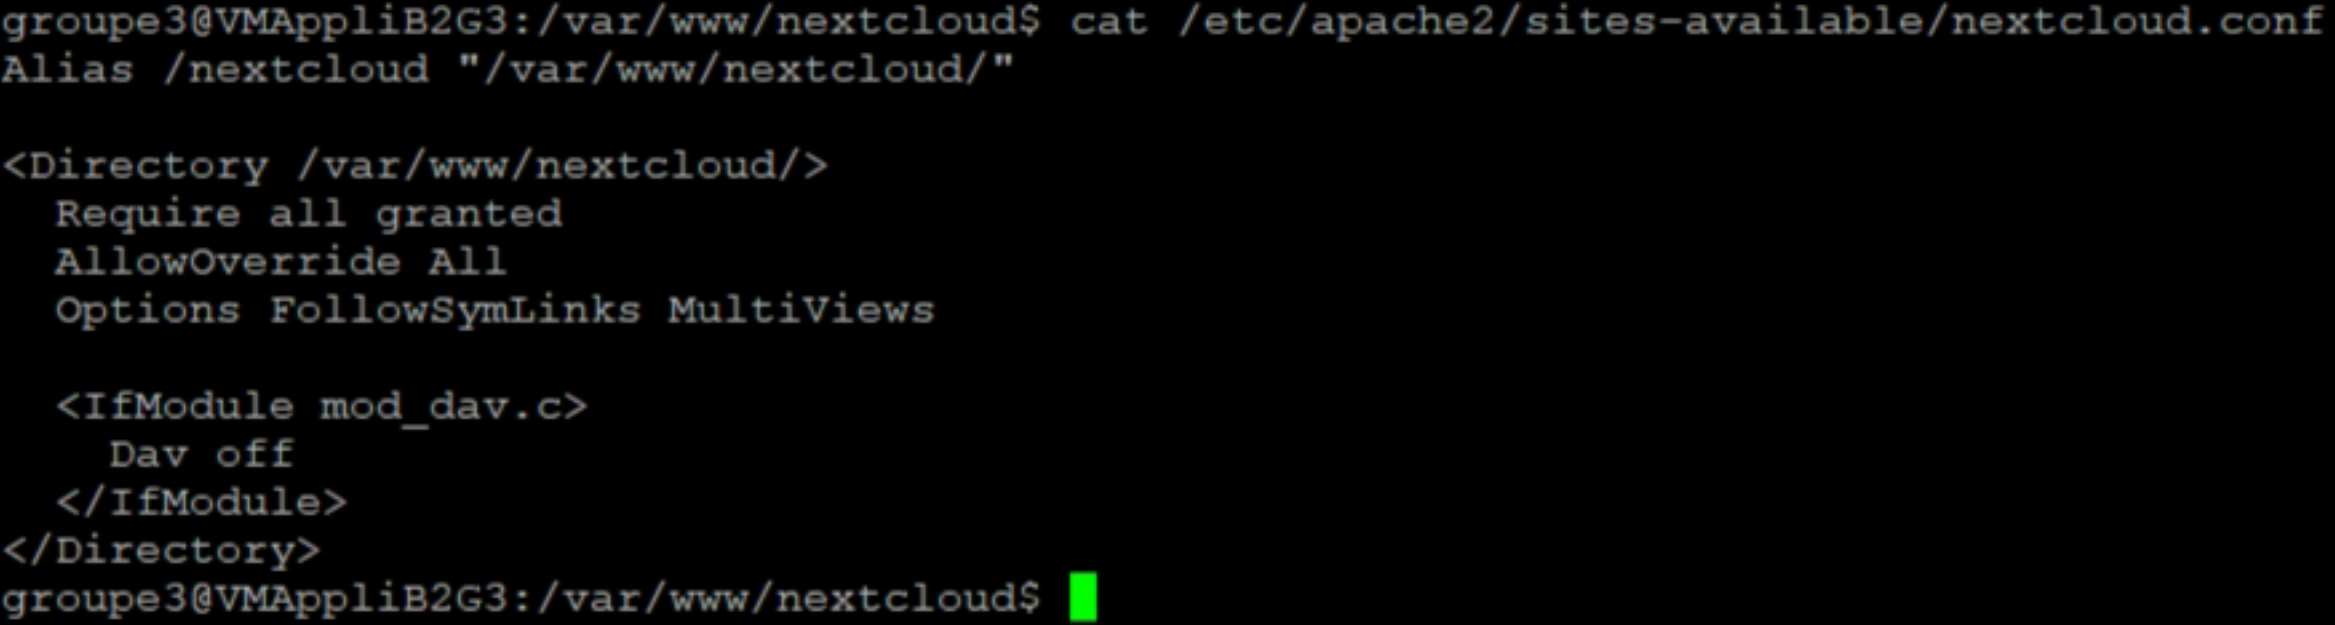 groupe3@VMAppliB2G3:/var/www/nextcloud$ cat /etc/apache2/sites-available/nextcloud.conf
Alias /nextcloud "/var/www/nextcloud/"
<Directory /var/www/nextcloud/>
  Require all granted
  AllowOverride All
  Options FollowSymLinks MultiViews
  <IfModule mod_dav.c>
    Dav off
  </IfModule>
</Directory>
groupe3@VMAppliB2G3:/var/www/nextcloud$